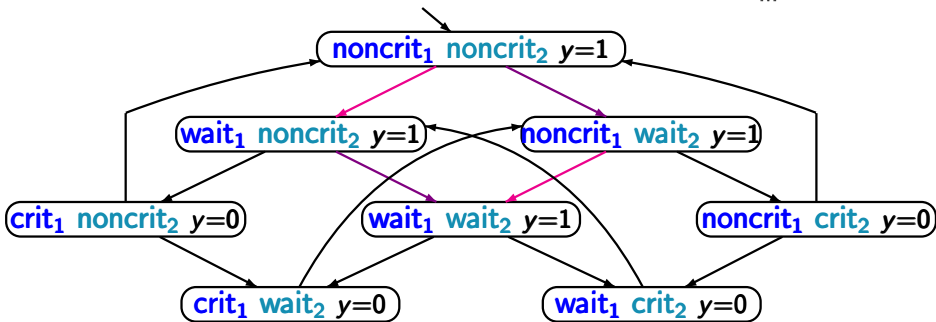 noncrit₁ noncrit₂ y=1
wait₁ noncrit₂ y=1
noncrit₁ wait₂ y=1
crit₁ noncrit₂ y=0
wait₁ wait₂ y=1
noncrit₁ crit₂ y=0
crit₁ wait₂ y=0
wait₁ crit₂ y=0